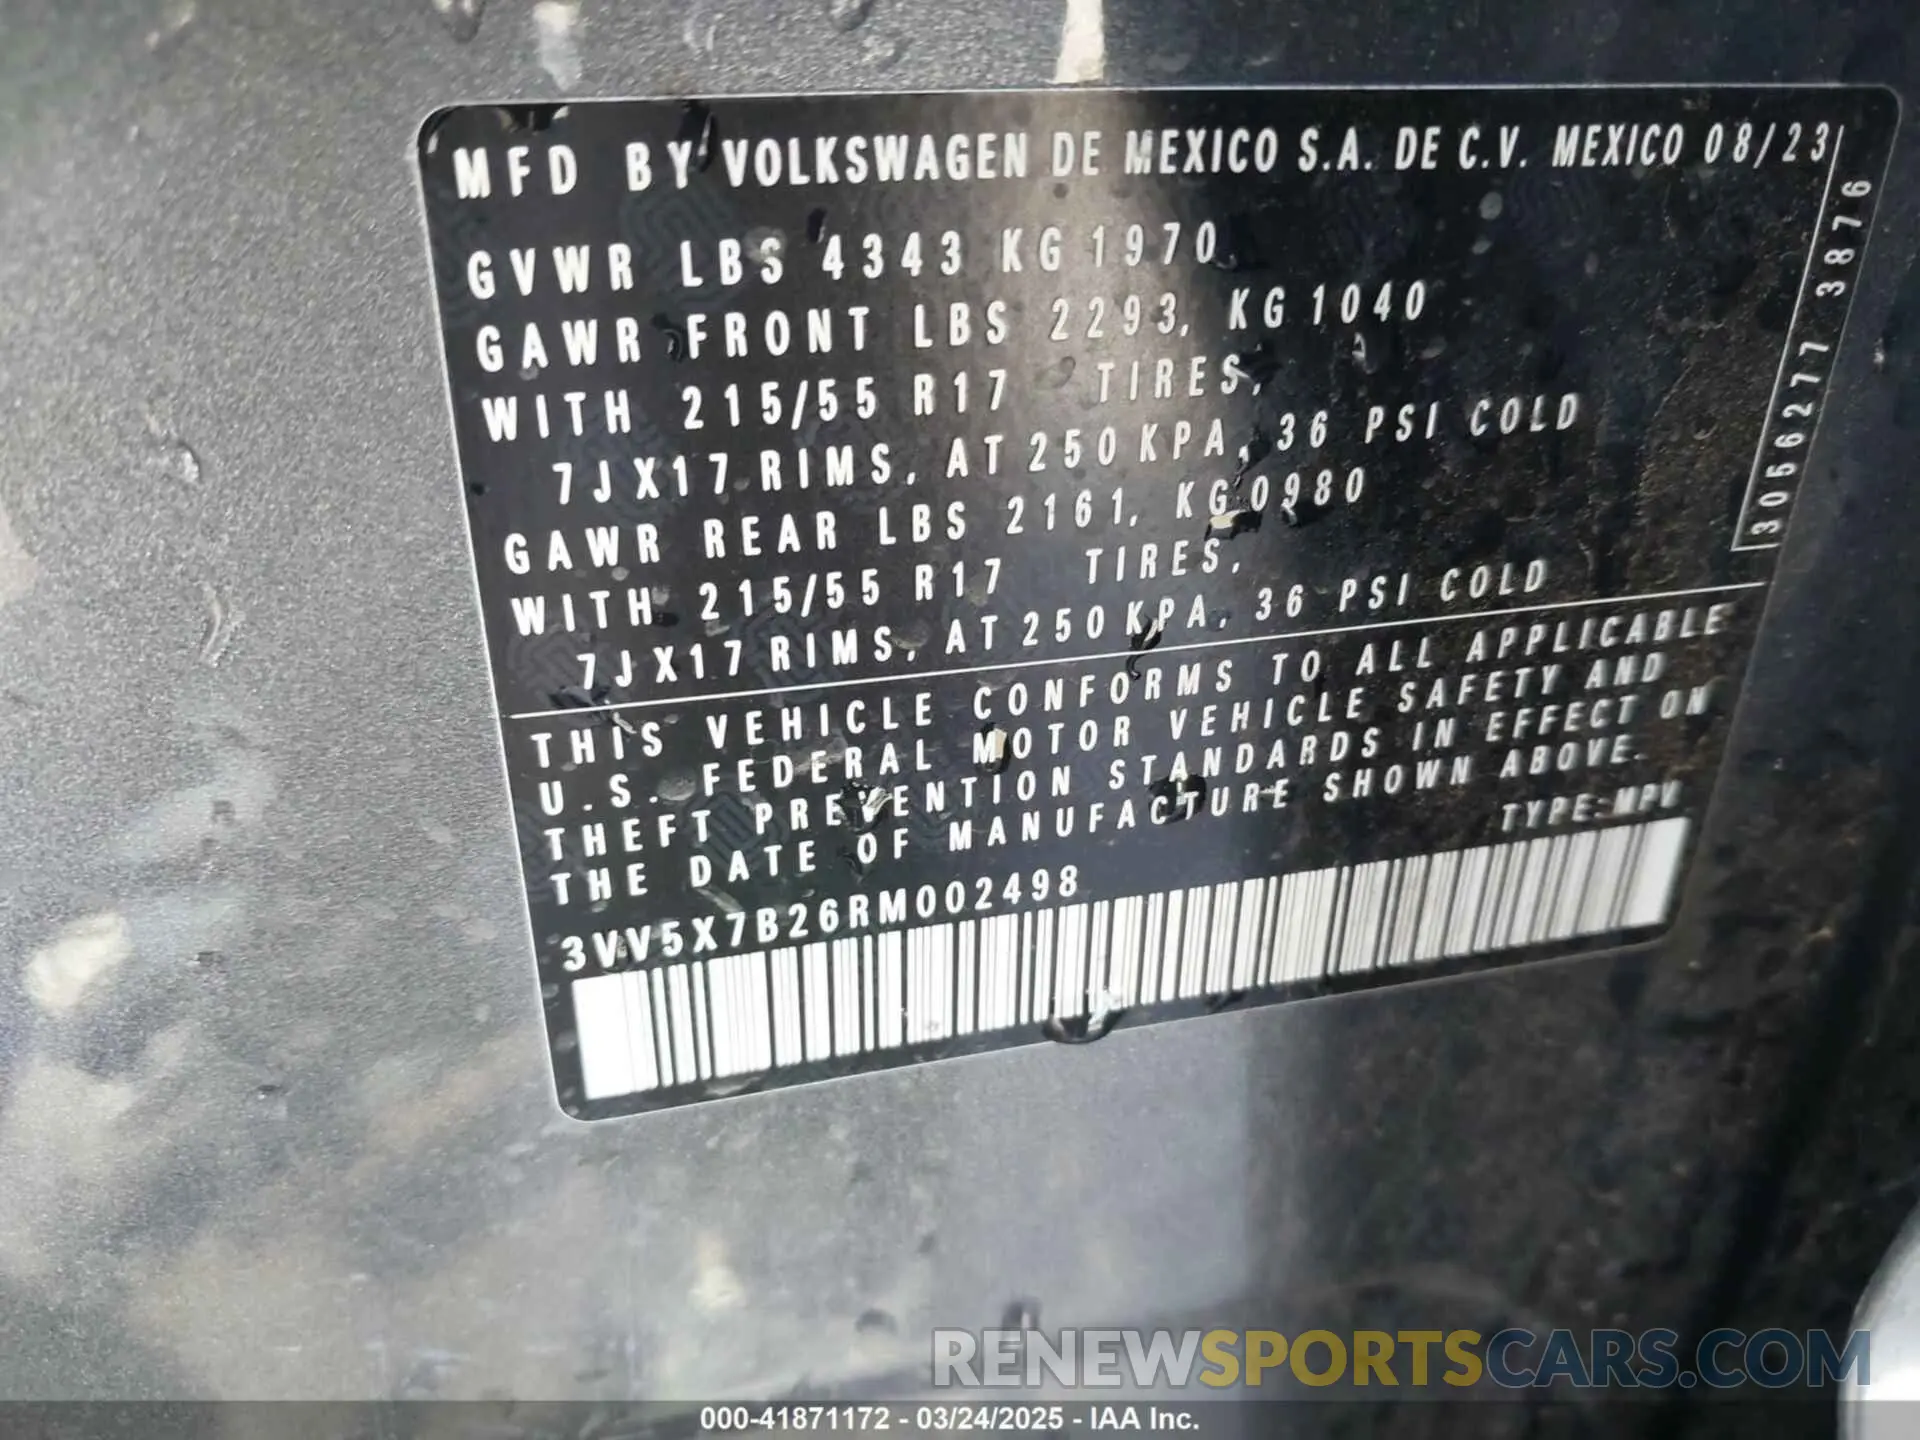 MFD BY VOLKSWAGEN DE MEXICO S.A. DE C.V. MEXICO 08/23
GVWR LBS 4343 KG 1970
GAWR FRONT LBS 2293, KG 1040
WITH 215/55 R17 TIRES,
7JX17 RIMS, AT 250 KPA, 36 PSI COLD
GAWR REAR LBS 2161, KG 0980
WITH 215/55 R17 TIRES,
7JX17 RIMS, AT 250 KPA, 36 PSI COLD
3056277 3876
THIS VEHICLE CONFORMS TO ALL APPLICABLE
U.S. FEDERAL MOTOR VEHICLE SAFETY AND
THEFT PREVENTION STANDARDS IN EFFECT ON
THE DATE OF MANUFACTURE SHOWN ABOVE.
TYPE:MPV
3VV5X7B26RM002498
RENEWSPORTSCARS.COM
000-41871172 - 03/24/2025 - IAA Inc.